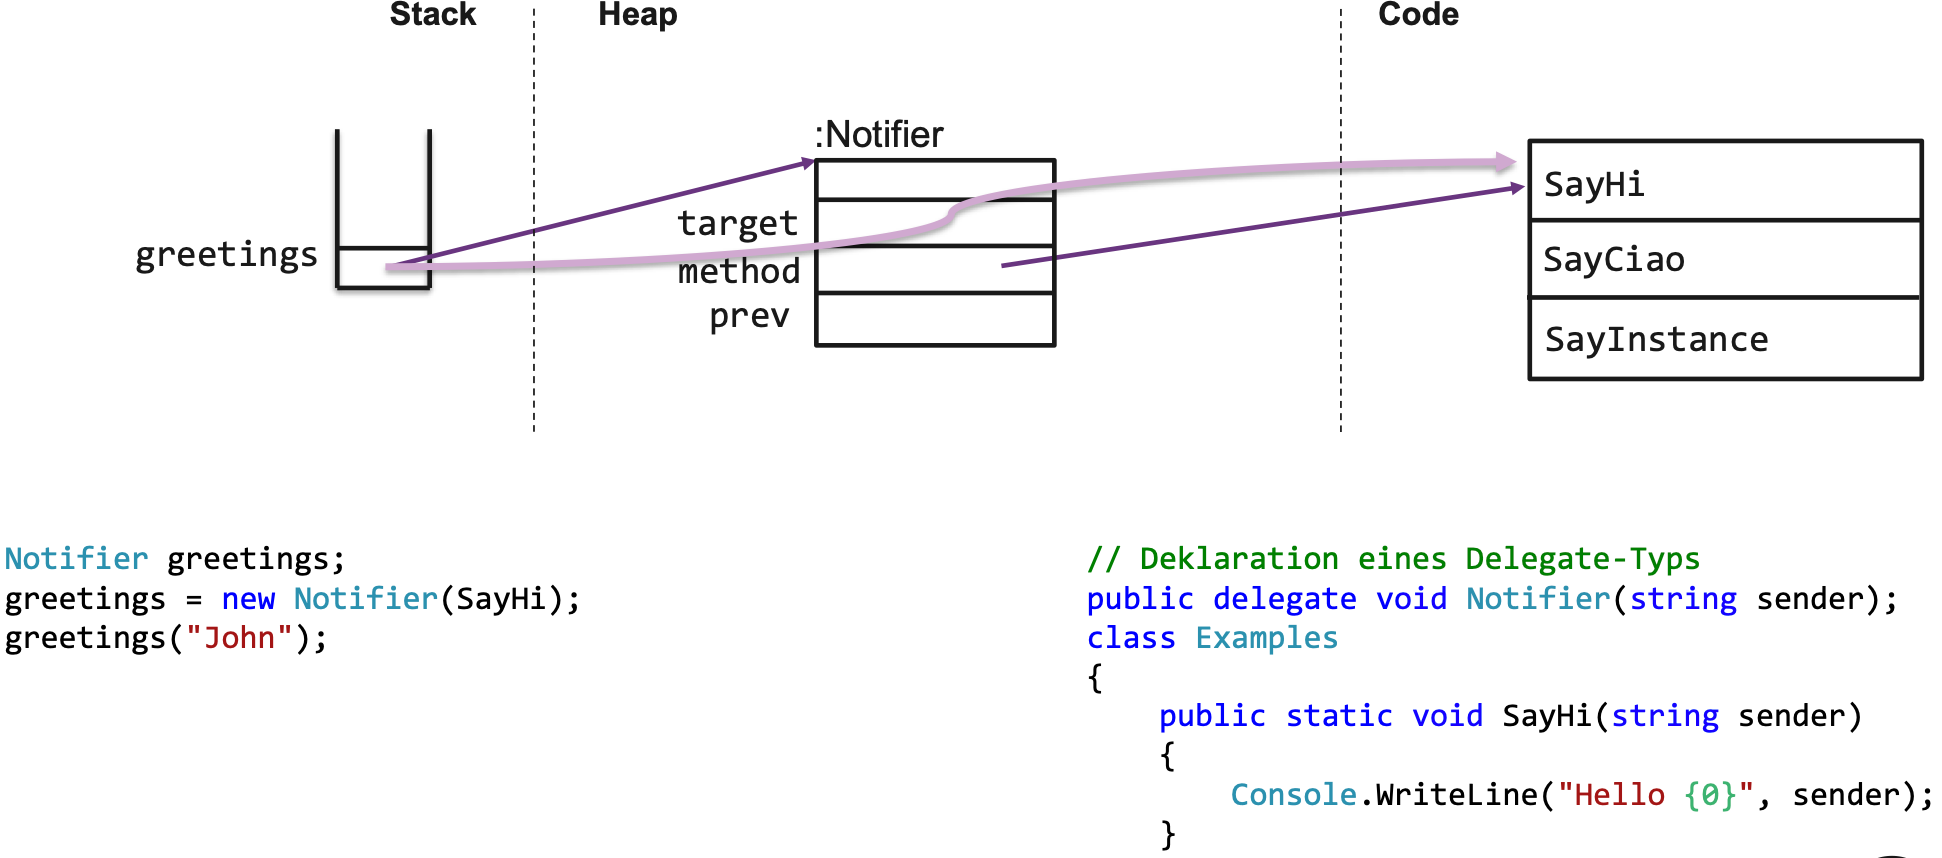 Stack
Heap
Code
:Notifier
greetings
target
method
prev
SayHi
SayCiao
SayInstance
Notifier greetings;
greetings = new Notifier(SayHi);
greetings("John");
// Deklaration eines Delegate-Typs
public delegate void Notifier(string sender);
class Examples
{
    public static void SayHi(string sender)
    {
        Console.WriteLine("Hello {0}", sender);
    }